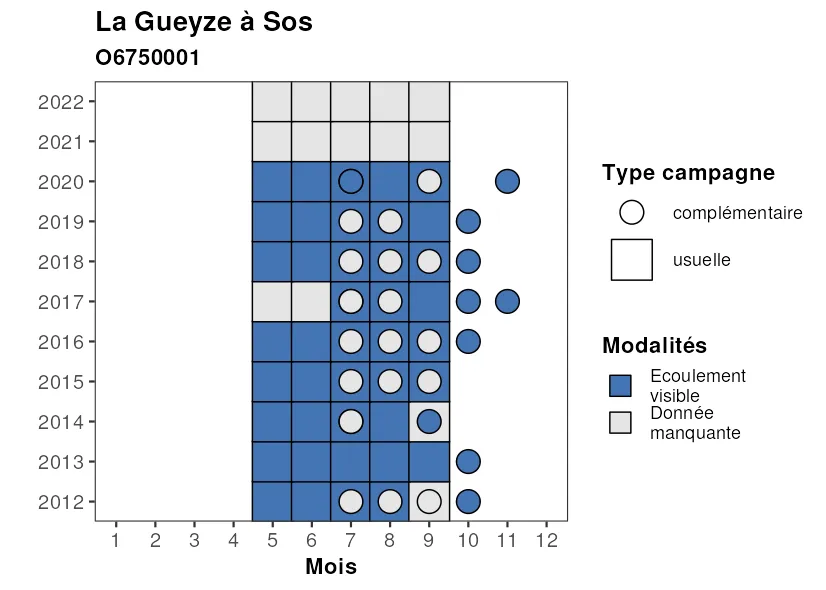 La Gueyze à Sos
O6750001
2022
2021
2020
2019
2018
2017
2016
2015
2014
2013
2012
1 2 3 4 5 6 7 8 9 10 11 12
Mois
Type campagne
complémentaire
usuelle
Modalités
Ecoulement
visible
Donnée
manquante